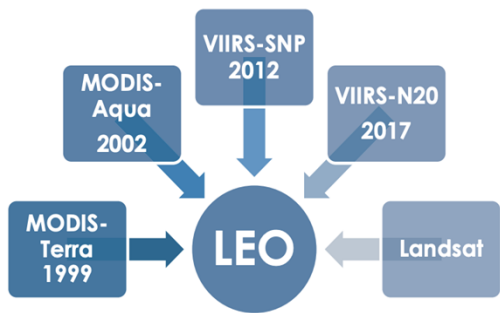 VIIRS-SNP
2012
MODIS-
Aqua
2002
VIIRS-N20
2017
MODIS-
Terra
1999
LEO
Landsat